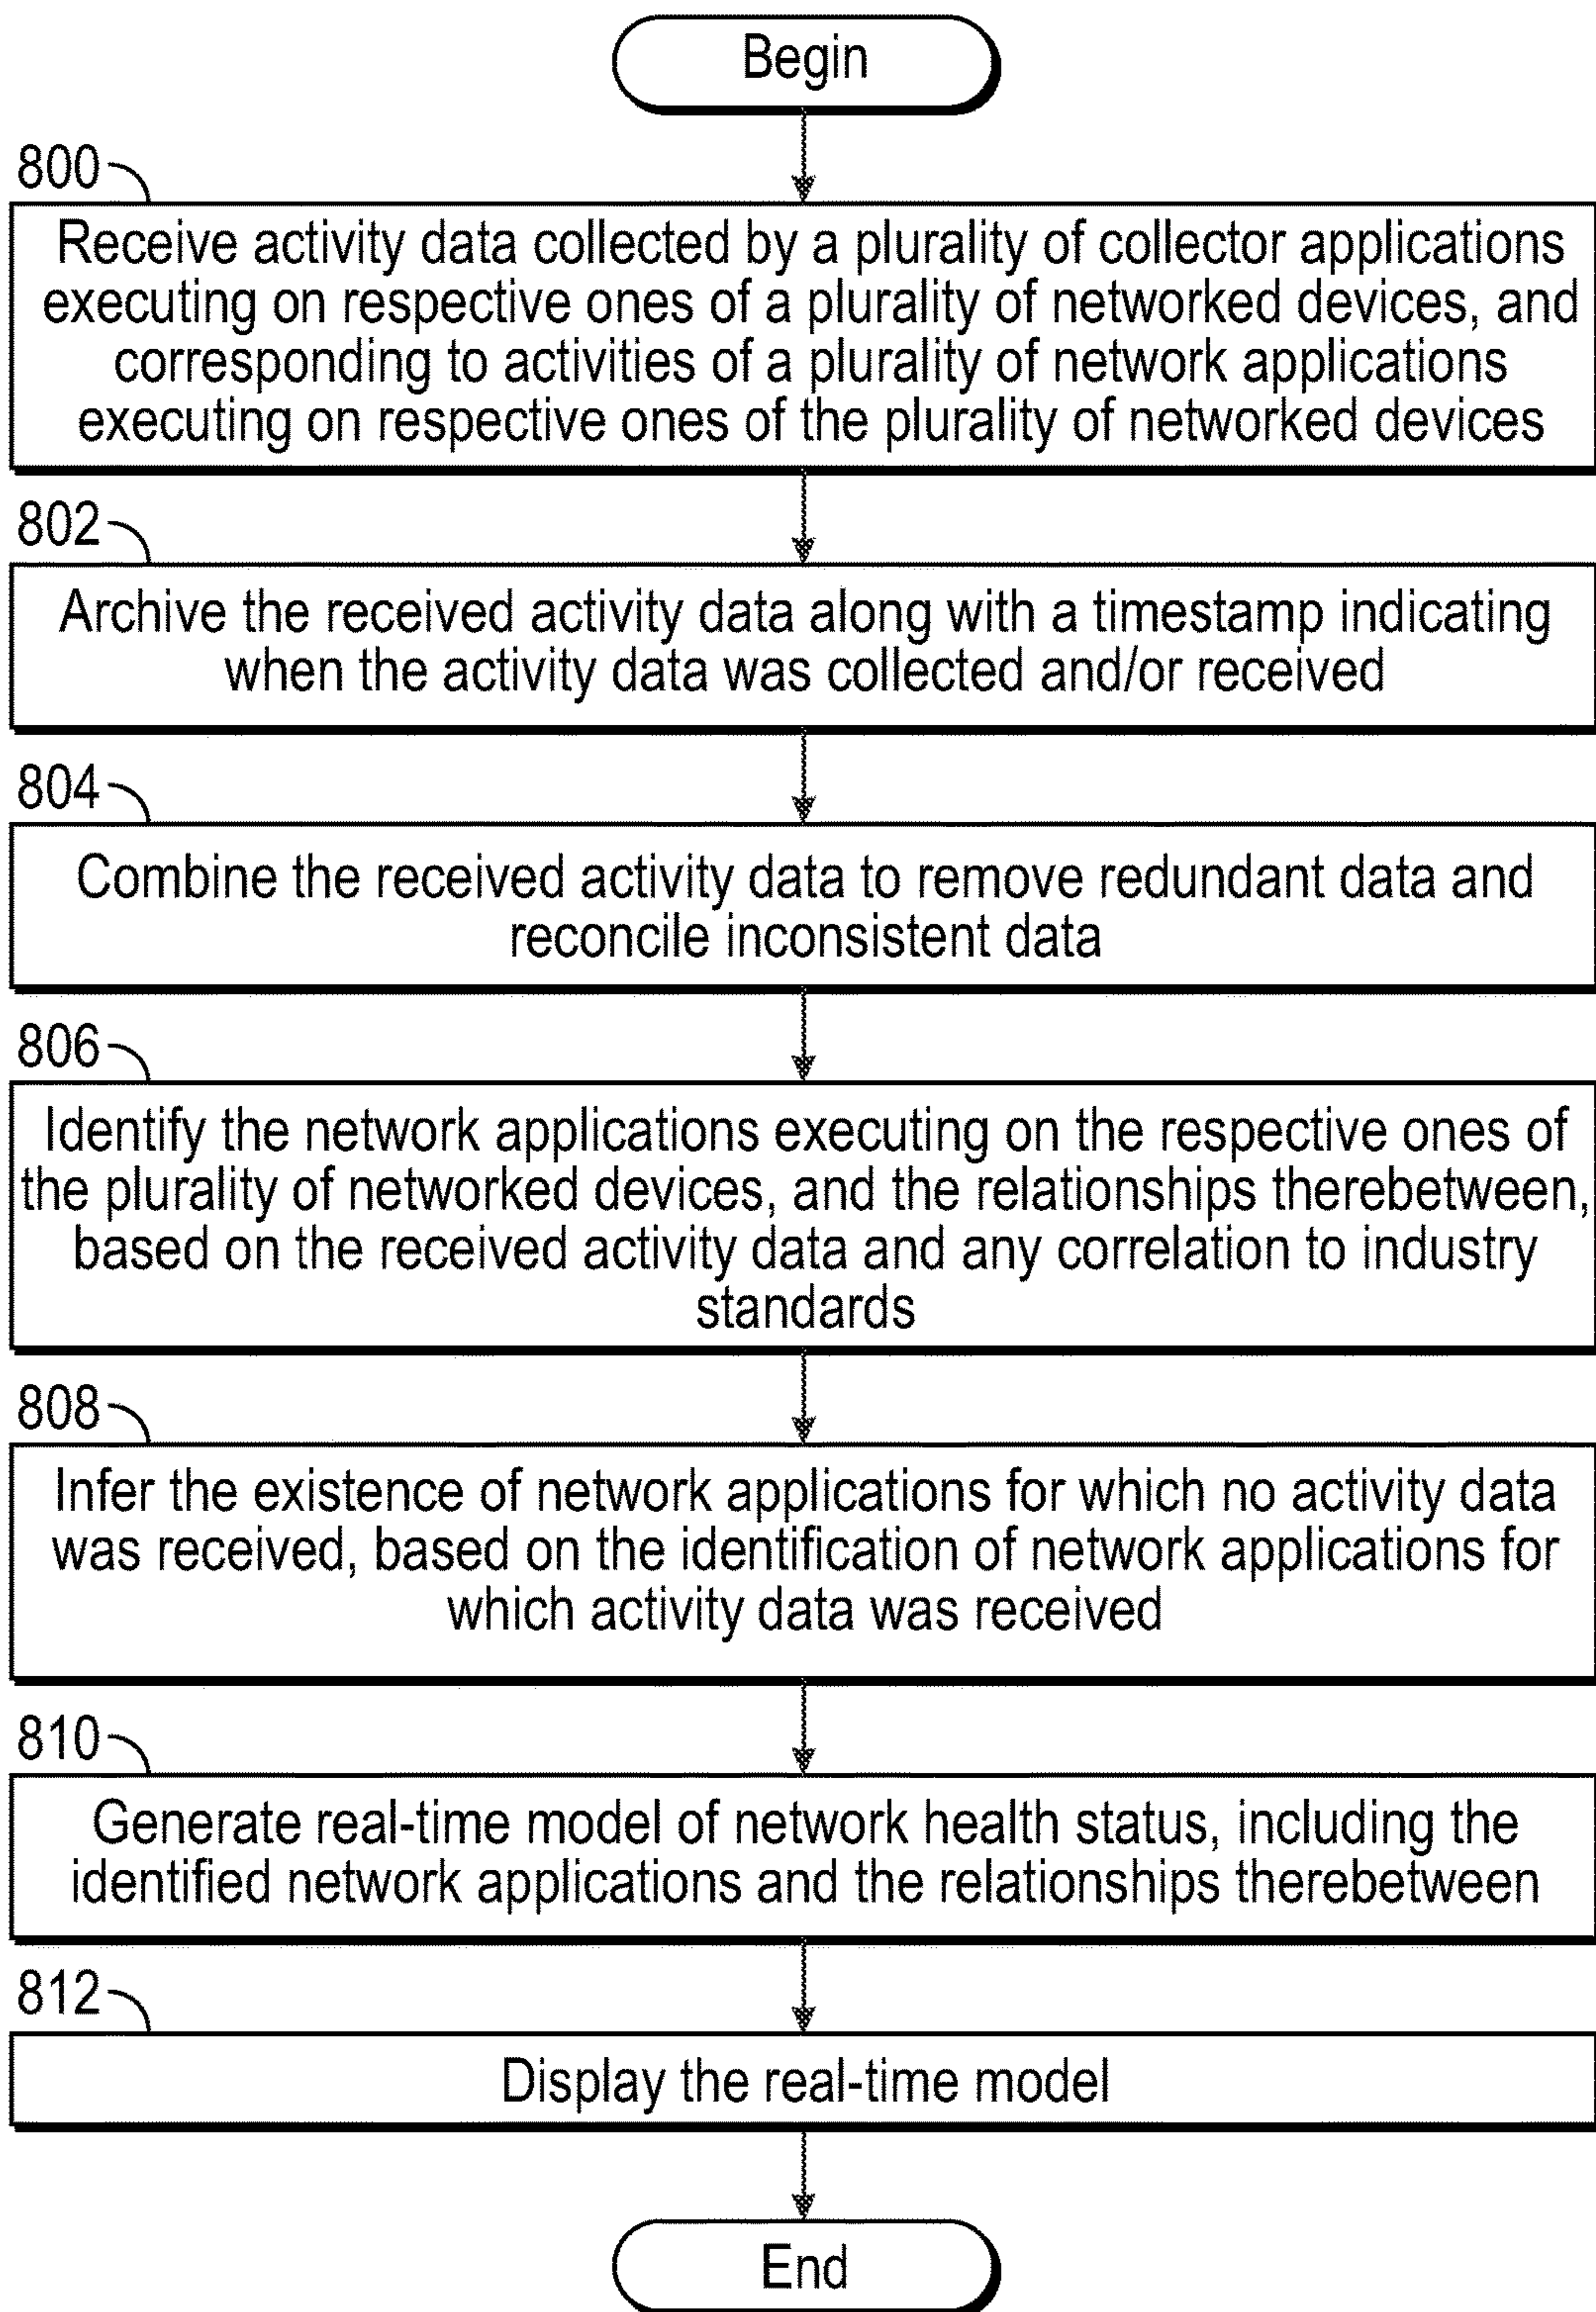 Begin
800
Receive activity data collected by a plurality of collector applications
executing on respective ones of a plurality of networked devices, and
corresponding to activities of a plurality of network applications
executing on respective ones of the plurality of networked devices
802
Archive the received activity data along with a timestamp indicating
when the activity data was collected and/or received
804
Combine the received activity data to remove redundant data and
reconcile inconsistent data
806
Identify the network applications executing on the respective ones of
the plurality of networked devices, and the relationships therebetween,
based on the received activity data and any correlation to industry
standards
808
Infer the existence of network applications for which no activity data
was received, based on the identification of network applications for
which activity data was received
810
Generate real-time model of network health status, including the
identified network applications and the relationships therebetween
812
Display the real-time model
End